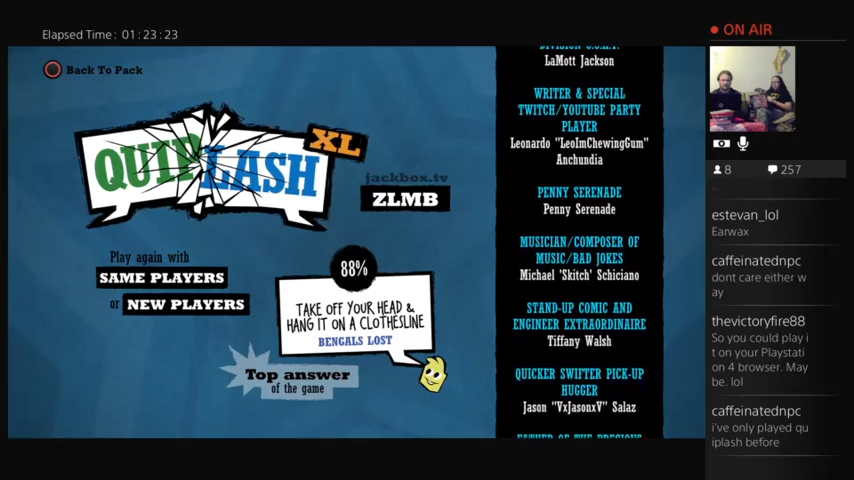 Elapsed Time : 01:23:23
ON AIR
Back To Pack
QUIPLASH
XL
jackbox.tv
ZLMB
Play again with
SAME PLAYERS
or NEW PLAYERS
88%
TAKE OFF YOUR HEAD &
HANG IT ON A CLOTHESLINE
BENGALS LOST
Top answer
of the game
LaMott Jackson
WRITER & SPECIAL
TWITCH/YOUTUBE PARTY
PLAYER
Leonardo "LeoImChewingGum"
Anchundia
PENNY SERENADE
Penny Serenade
MUSICIAN/COMPOSER OF
MUSIC/BAD JOKES
Michael 'Skitch' Schiciano
STAND-UP COMIC AND
ENGINEER EXTRAORDINAIRE
Tiffany Walsh
QUICKER SWIFTER PICK-UP
HUGGER
Jason "VxJasonxV" Salaz
FATHER OF THE PRECIOUS
8
257
estevan_lol
Earwax
caffeinatednpc
dont care either w
ay
thevictoryfire88
So you could play i
t on your Playstati
on 4 browser. May
be. lol
caffeinatednpc
i've only played qu
iplash before